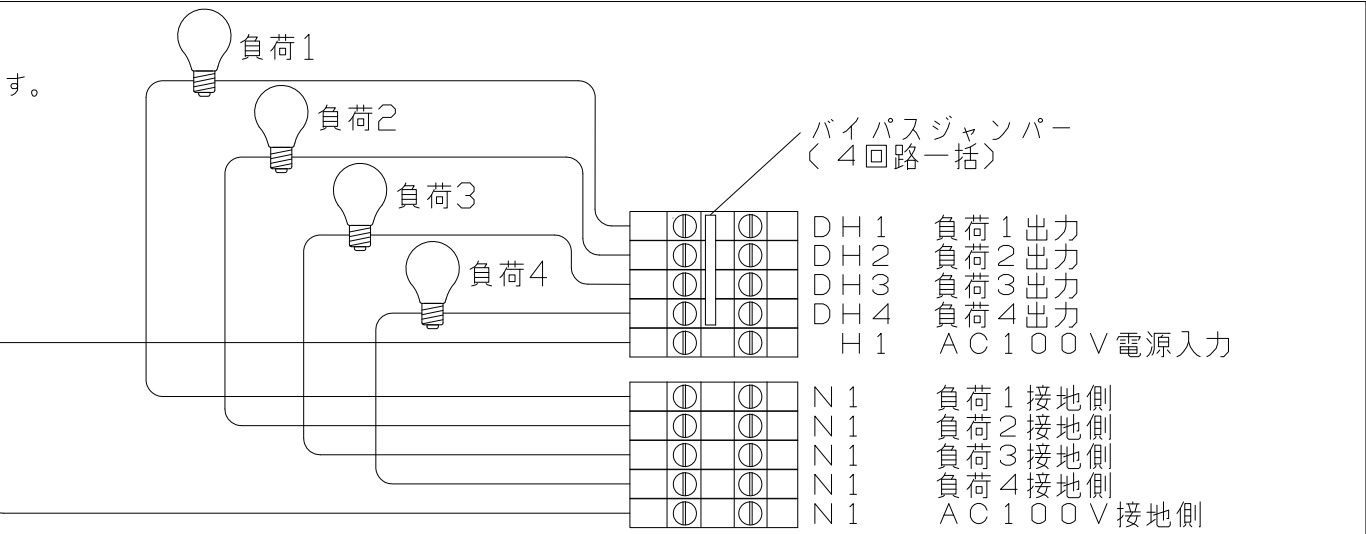 負荷1
す。
負荷2
バイパスジャンパー
（４回路一括）
負荷3
負荷4
ＤＨ１　負荷１出力
ＤＨ２　負荷２出力
ＤＨ３　負荷３出力
ＤＨ４　負荷４出力
Ｈ１　ＡＣ１００Ｖ電源入力
Ｎ１　負荷１接地側
Ｎ１　負荷２接地側
Ｎ１　負荷３接地側
Ｎ１　負荷４接地側
Ｎ１　ＡＣ１００Ｖ接地側